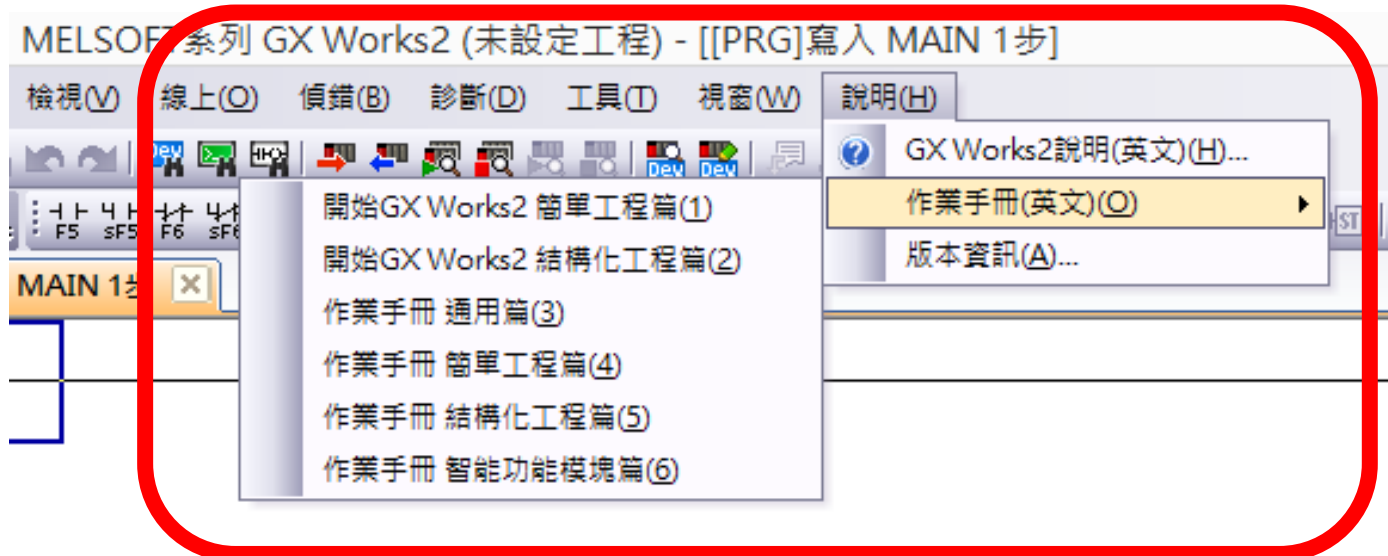 MELSOFT系列 GX Works2 (未設定工程) - [[PRG]寫入 MAIN 1步]
檢視(V) 線上(O) 偵錯(B) 診斷(D) 工具(T) 視窗(W) 說明(H)
GX Works2說明(英文)(H)...
作業手冊(英文)(O)
版本資訊(A)...
Dev Dev Dev
F5 sF5 F6 sF6
MAIN 1步
開始GX Works2 簡單工程篇(1)
開始GX Works2 結構化工程篇(2)
作業手冊 通用篇(3)
作業手冊 簡單工程篇(4)
作業手冊 結構化工程篇(5)
作業手冊 智能功能模塊篇(6)